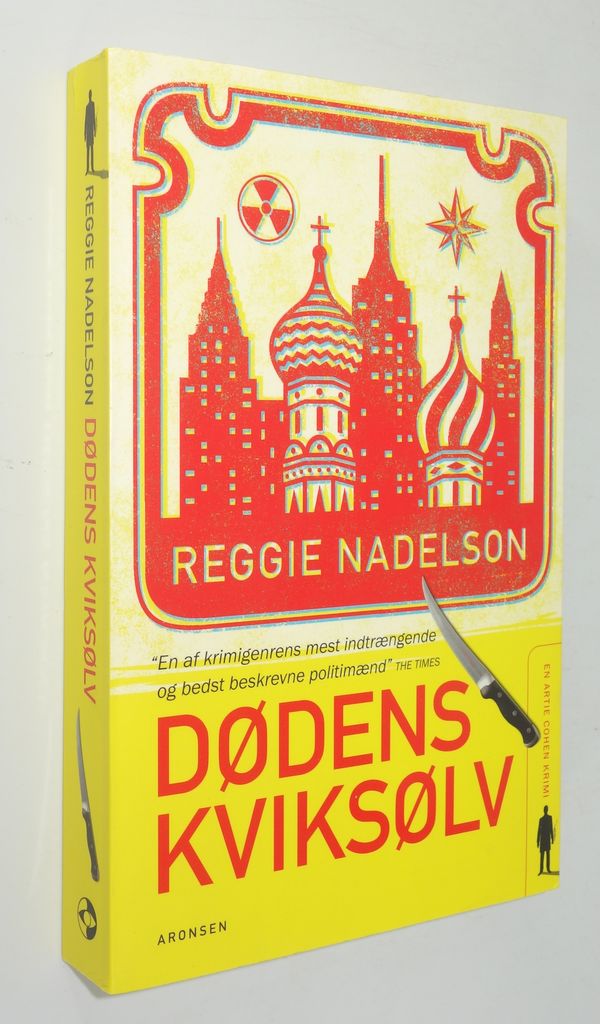 REGGIE NADELSON DØDENS KVIKSØLV
REGGIE NADELSON
“En af krimigenrens mest indtrængende
og bedst beskrevne politimænd” THE TIMES
DØDENS
KVIKSØLV
EN ARTIE COHEN KRIMI
ARONSEN